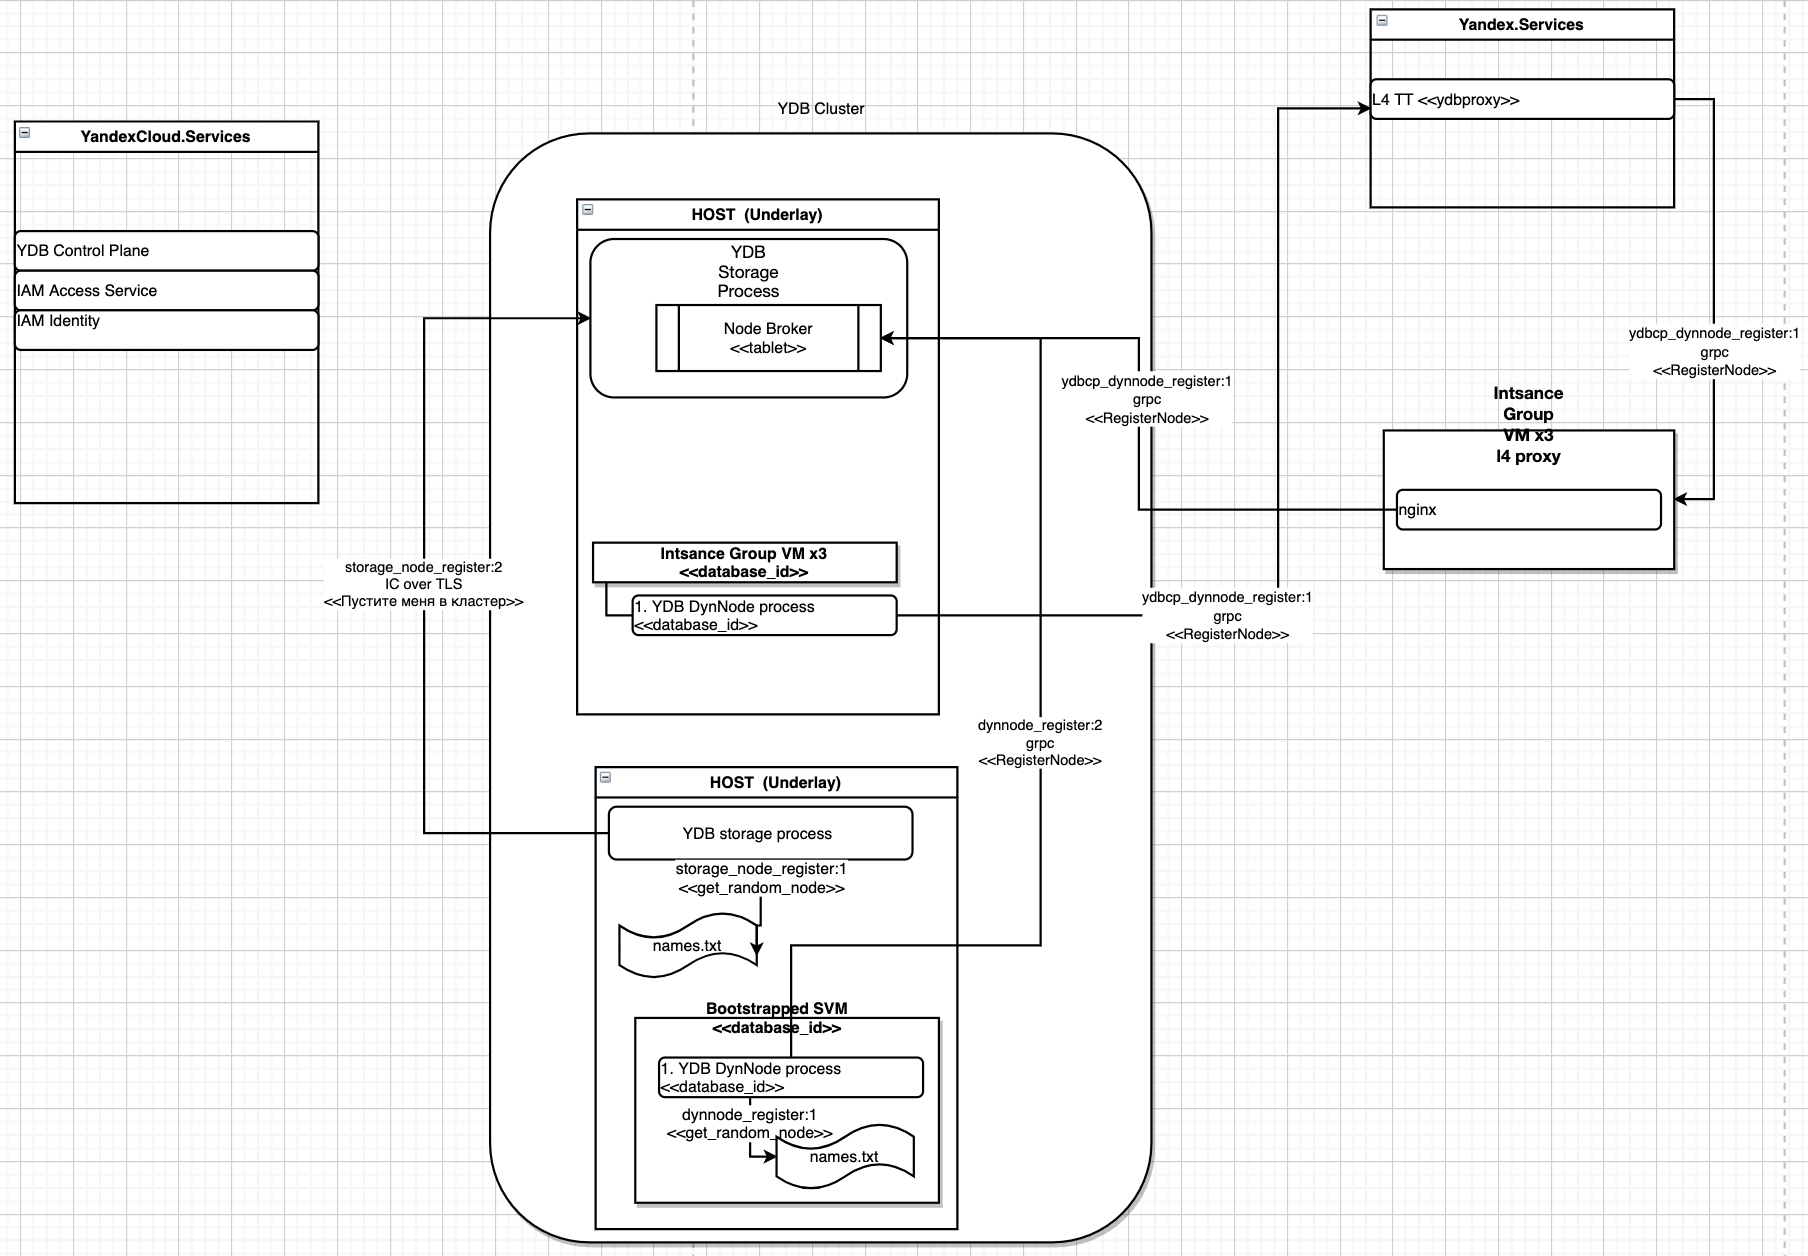 Yandex.Services
L4 TT <<ydbproxy>>
YDB Cluster
YandexCloud.Services
YDB Control Plane
IAM Access Service
IAM Identity
HOST  (Underlay)
YDB
Storage
Process
Node Broker
<<tablet>>
ydbcp_dynnode_register:1
grpc
<<RegisterNode>>
ydbcp_dynnode_register:1
grpc
<<RegisterNode>>
Intsance
Group
VM x3
l4 proxy
nginx
Intsance Group VM x3
<<database_id>>
1. YDB DynNode process
<<database_id>>
storage_node_register:2
IC over TLS
<<Пустите меня в кластер>>
ydbcp_dynnode_register:1
grpc
<<RegisterNode>>
dynnode_register:2
grpc
<<RegisterNode>>
HOST  (Underlay)
YDB storage process
storage_node_register:1
<<get_random_node>>
names.txt
Bootstrapped SVM
<<database_id>>
1. YDB DynNode process
<<database_id>>
dynnode_register:1
<<get_random_node>>
names.txt